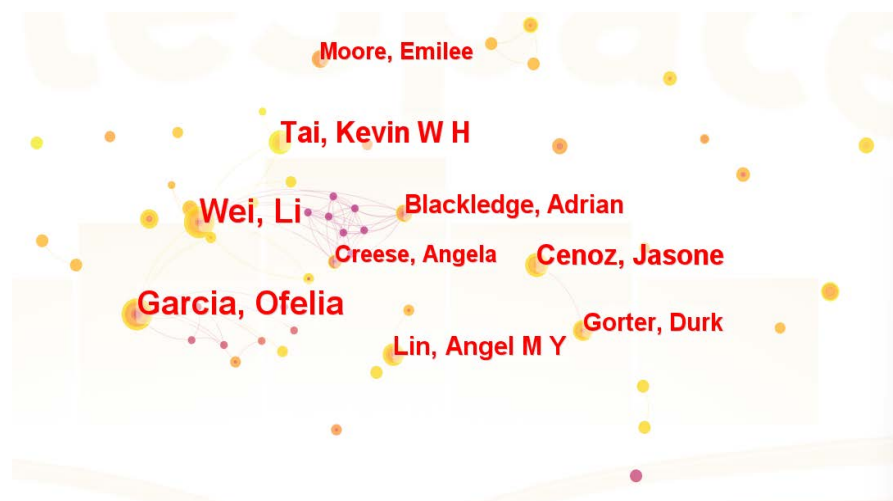 Moore, Emilee
Tai, Kevin W H
Wei, Li
Blackledge, Adrian
Creese, Angela
Cenoz, Jasone
Garcia, Ofelia
Gorter, Durk
Lin, Angel M Y